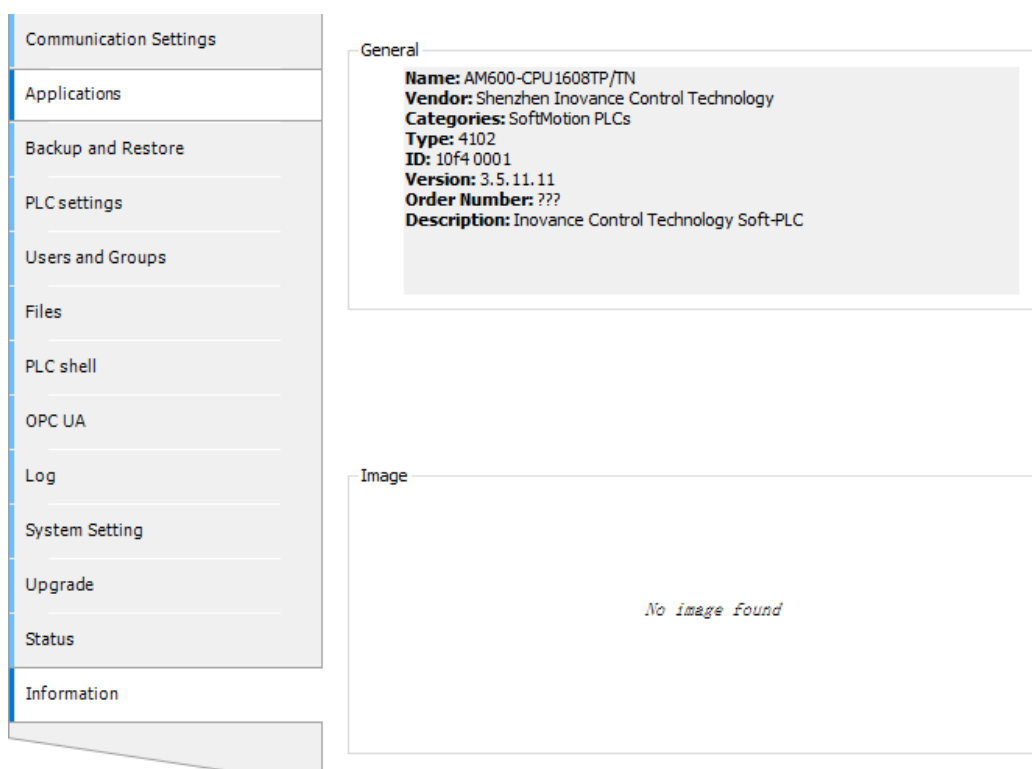 Communication Settings
Applications
Backup and Restore
PLC settings
Users and Groups
Files
PLC shell
OPC UA
Log
System Setting
Upgrade
Status
Information
General
Name: AM600-CPU1608TP/TN
Vendor: Shenzhen Inovance Control Technology
Categories: SoftMotion PLCs
Type: 4102
ID: 10f4 0001
Version: 3.5.11.11
Order Number: ???
Description: Inovance Control Technology Soft-PLC
Image
No image found